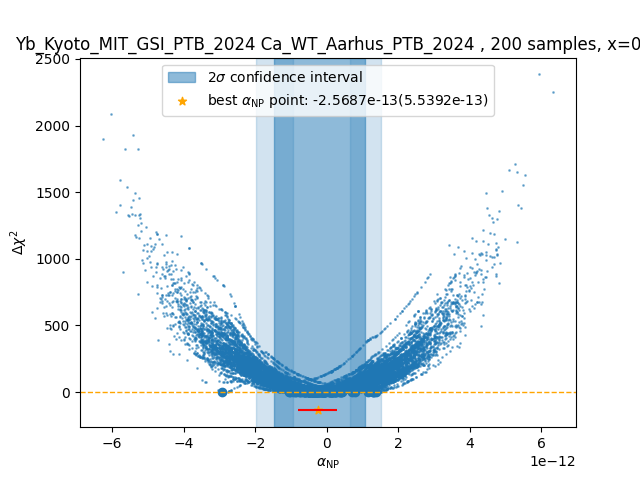 Yb_Kyoto_MIT_GSI_PTB_2024 Ca_WT_Aarhus_PTB_2024 , 200 samples, x=0
2σ confidence interval
best α_NP point: -2.5687e-13(5.5392e-13)
Δχ²
2500
2000
1500
1000
500
0
−6 −4 −2 0 2 4 6
α_NP
1e−12